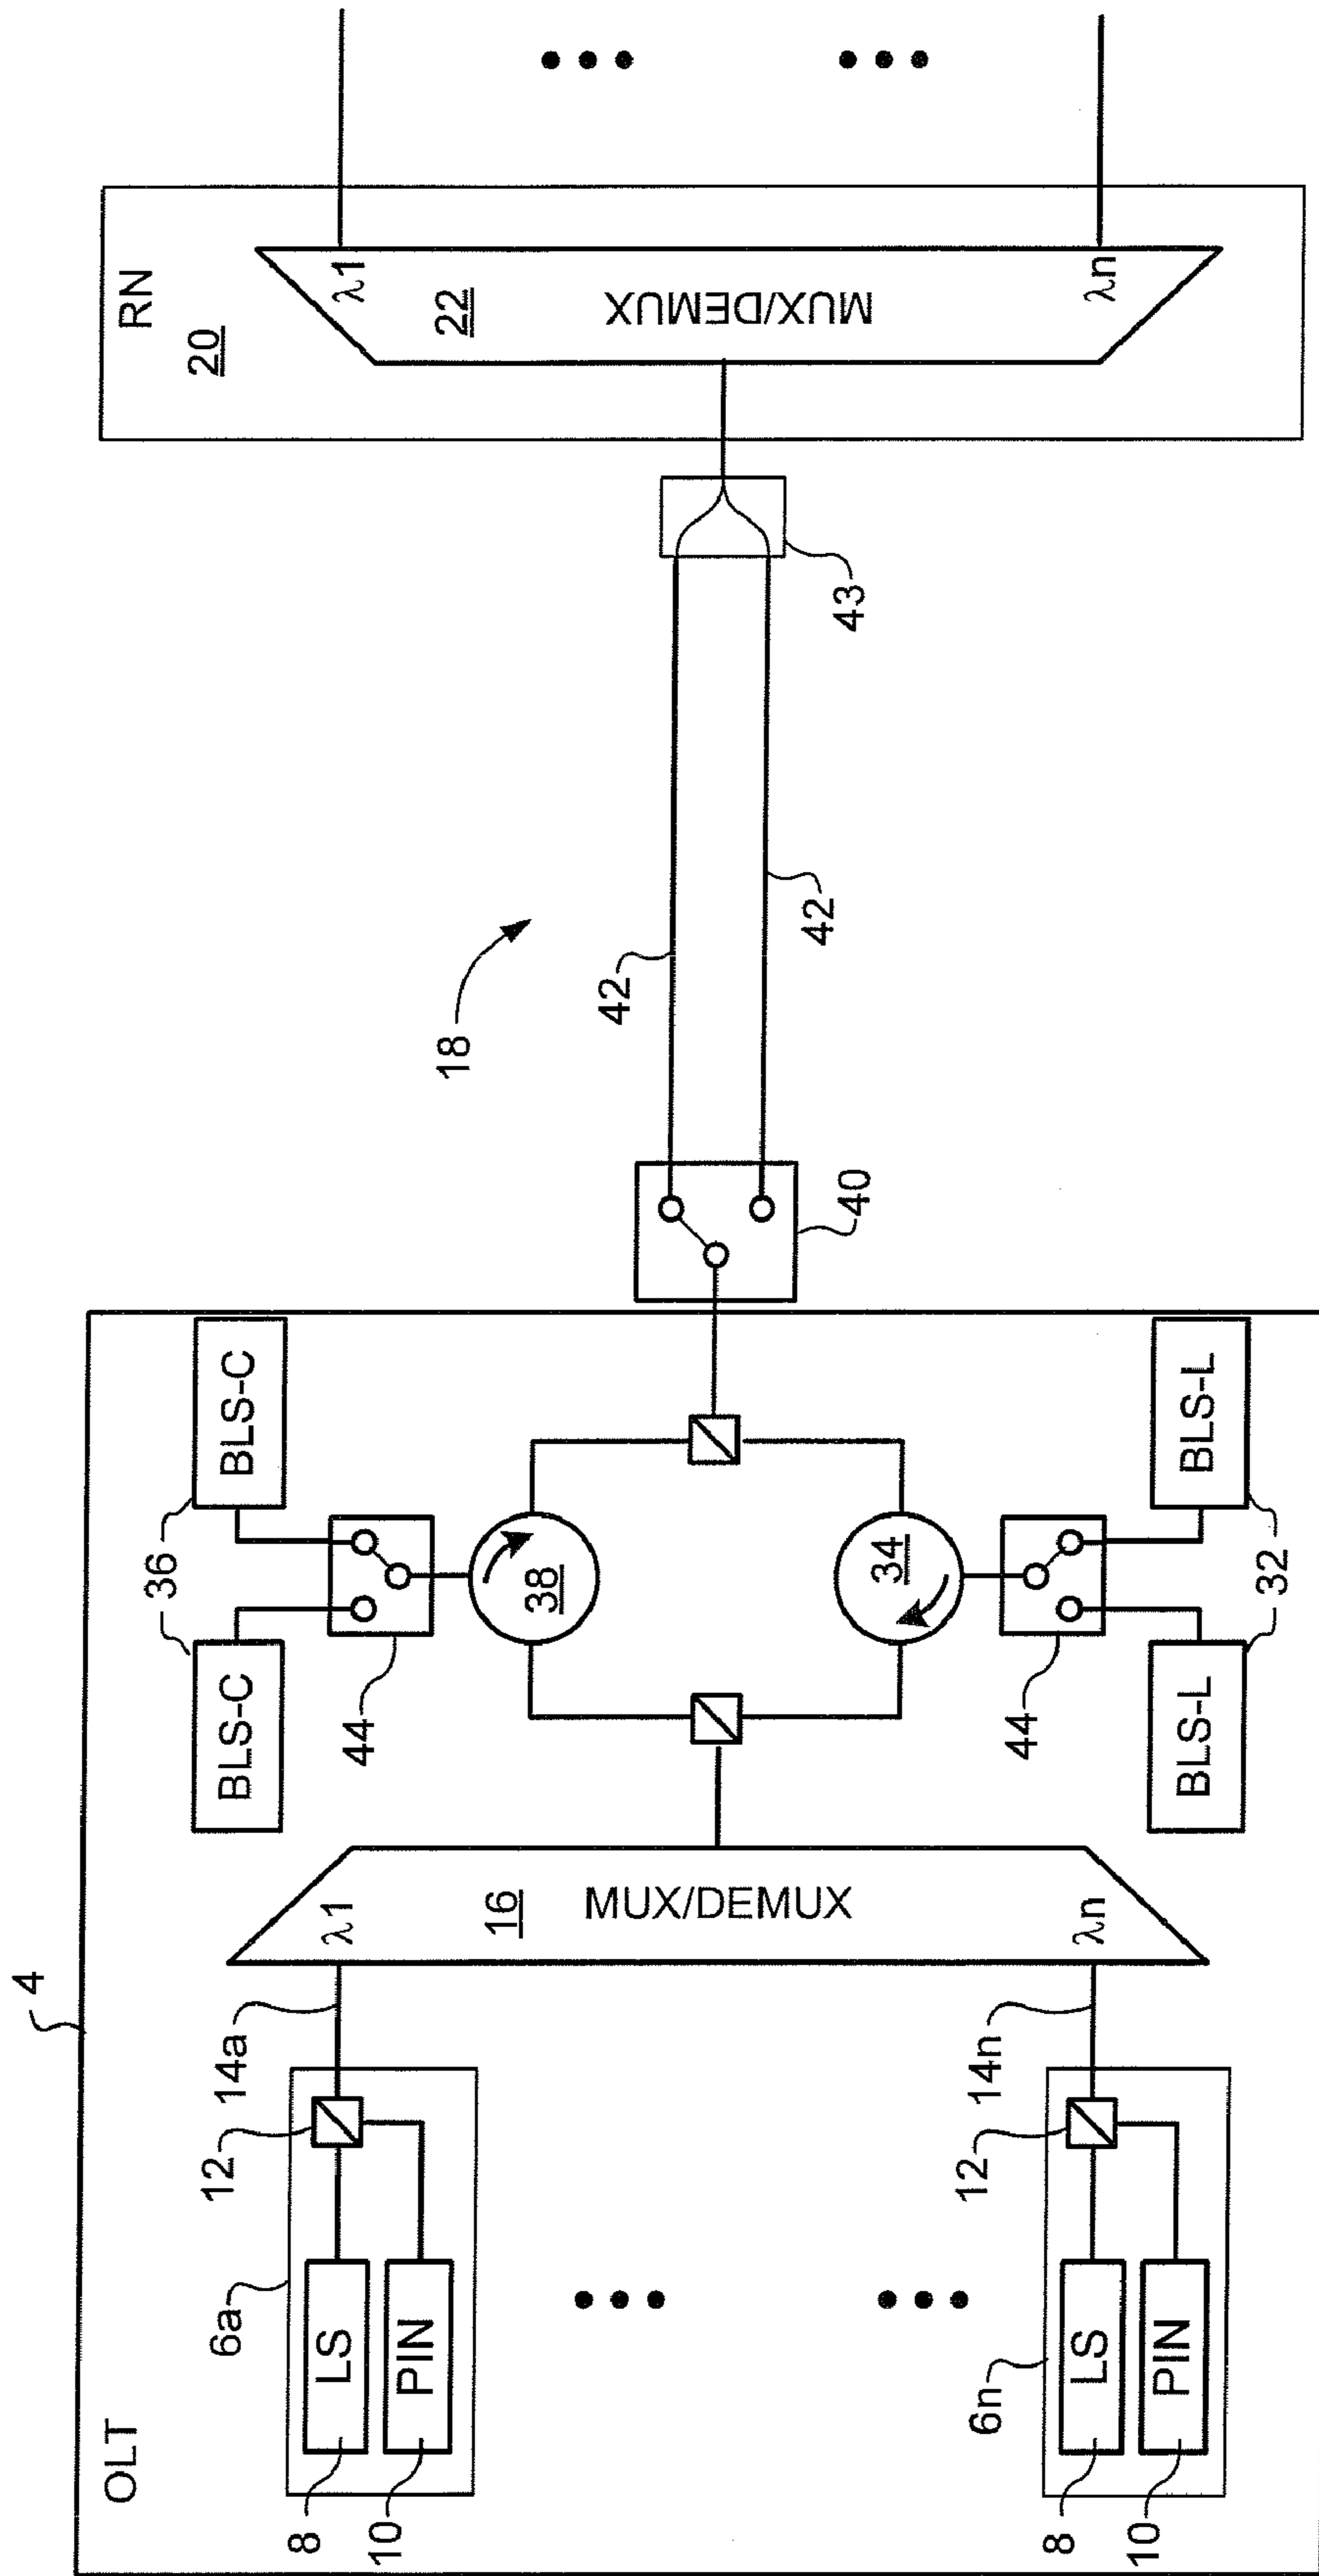 OLT
4
6a
LS
8
PIN
10
12
14a
6n
LS
8
PIN
10
12
14n
λ1
16
MUX/DEMUX
λn
BLS-C
36
BLS-C
44
38
34
44
BLS-L
32
BLS-L
40
18
42
42
43
RN
20
λ1
22
MUX/DEMUX
λn